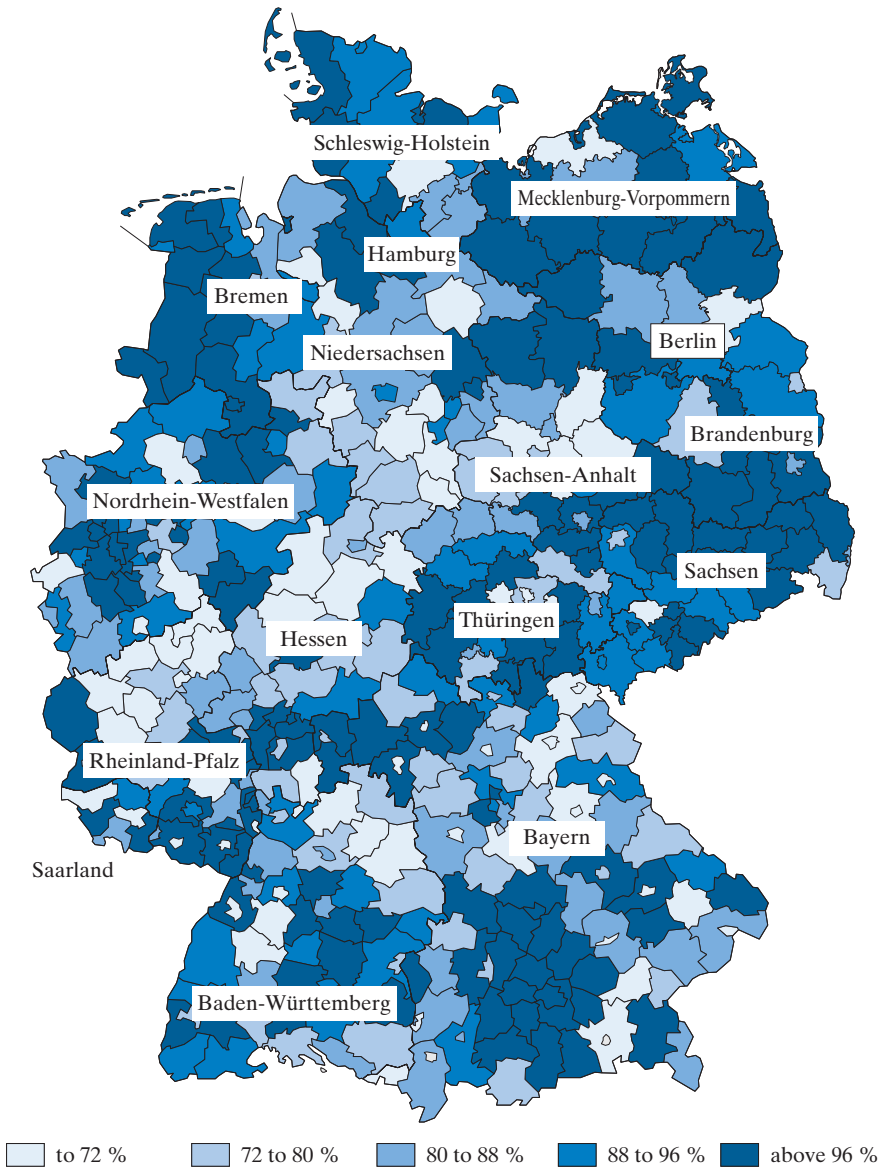 Schleswig-Holstein
Mecklenburg-Vorpommern
Hamburg
Bremen
Berlin
Niedersachsen
Brandenburg
Sachsen-Anhalt
Nordrhein-Westfalen
Sachsen
Thüringen
Hessen
Rheinland-Pfalz
Bayern
Saarland
Baden-Württemberg
to 72 % 72 to 80 % 80 to 88 % 88 to 96 % above 96 %